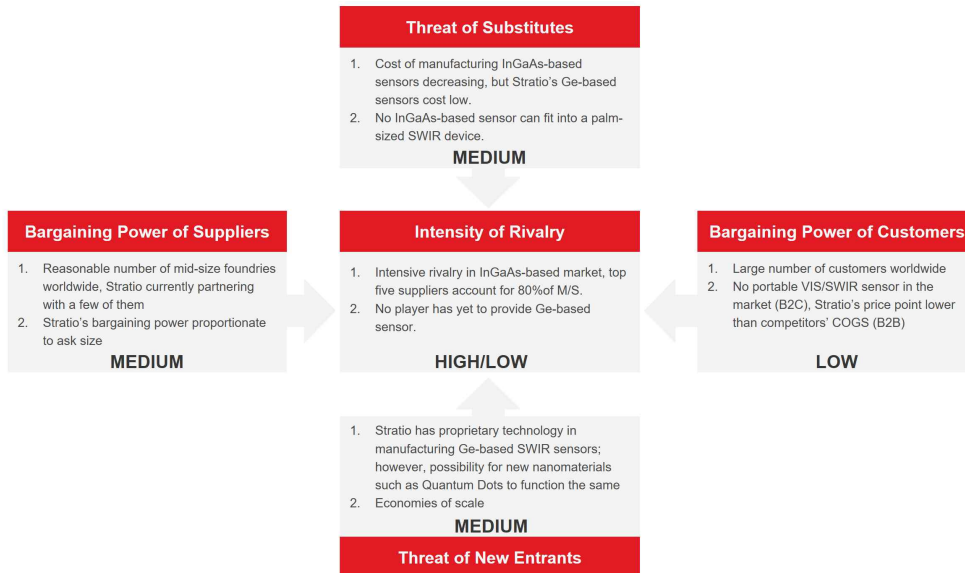 Threat of Substitutes
1. Cost of manufacturing InGaAs-based
sensors decreasing, but Stratio's Ge-based
sensors cost low.
2. No InGaAs-based sensor can fit into a palm-
sized SWIR device.
MEDIUM
Bargaining Power of Suppliers
1. Reasonable number of mid-size foundries
worldwide, Stratio currently partnering
with a few of them
2. Stratio's bargaining power proportionate
to ask size
MEDIUM
Intensity of Rivalry
1. Intensive rivalry in InGaAs-based market, top
five suppliers account for 80%of M/S.
2. No player has yet to provide Ge-based
sensor.
HIGH/LOW
Bargaining Power of Customers
1. Large number of customers worldwide
2. No portable VIS/SWIR sensor in the
market (B2C), Stratio's price point lower
than competitors' COGS (B2B)
LOW
1. Stratio has proprietary technology in
manufacturing Ge-based SWIR sensors;
however, possibility for new nanomaterials
such as Quantum Dots to function the same
2. Economies of scale
MEDIUM
Threat of New Entrants